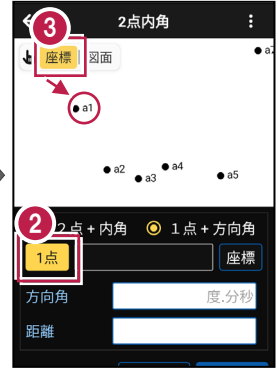 2点内角
3
座標 図面
a7
a1
a2
a3
a4
a5
2
2点+内角 1点+方向角
1点 座標
方向角 度.分秒
距離